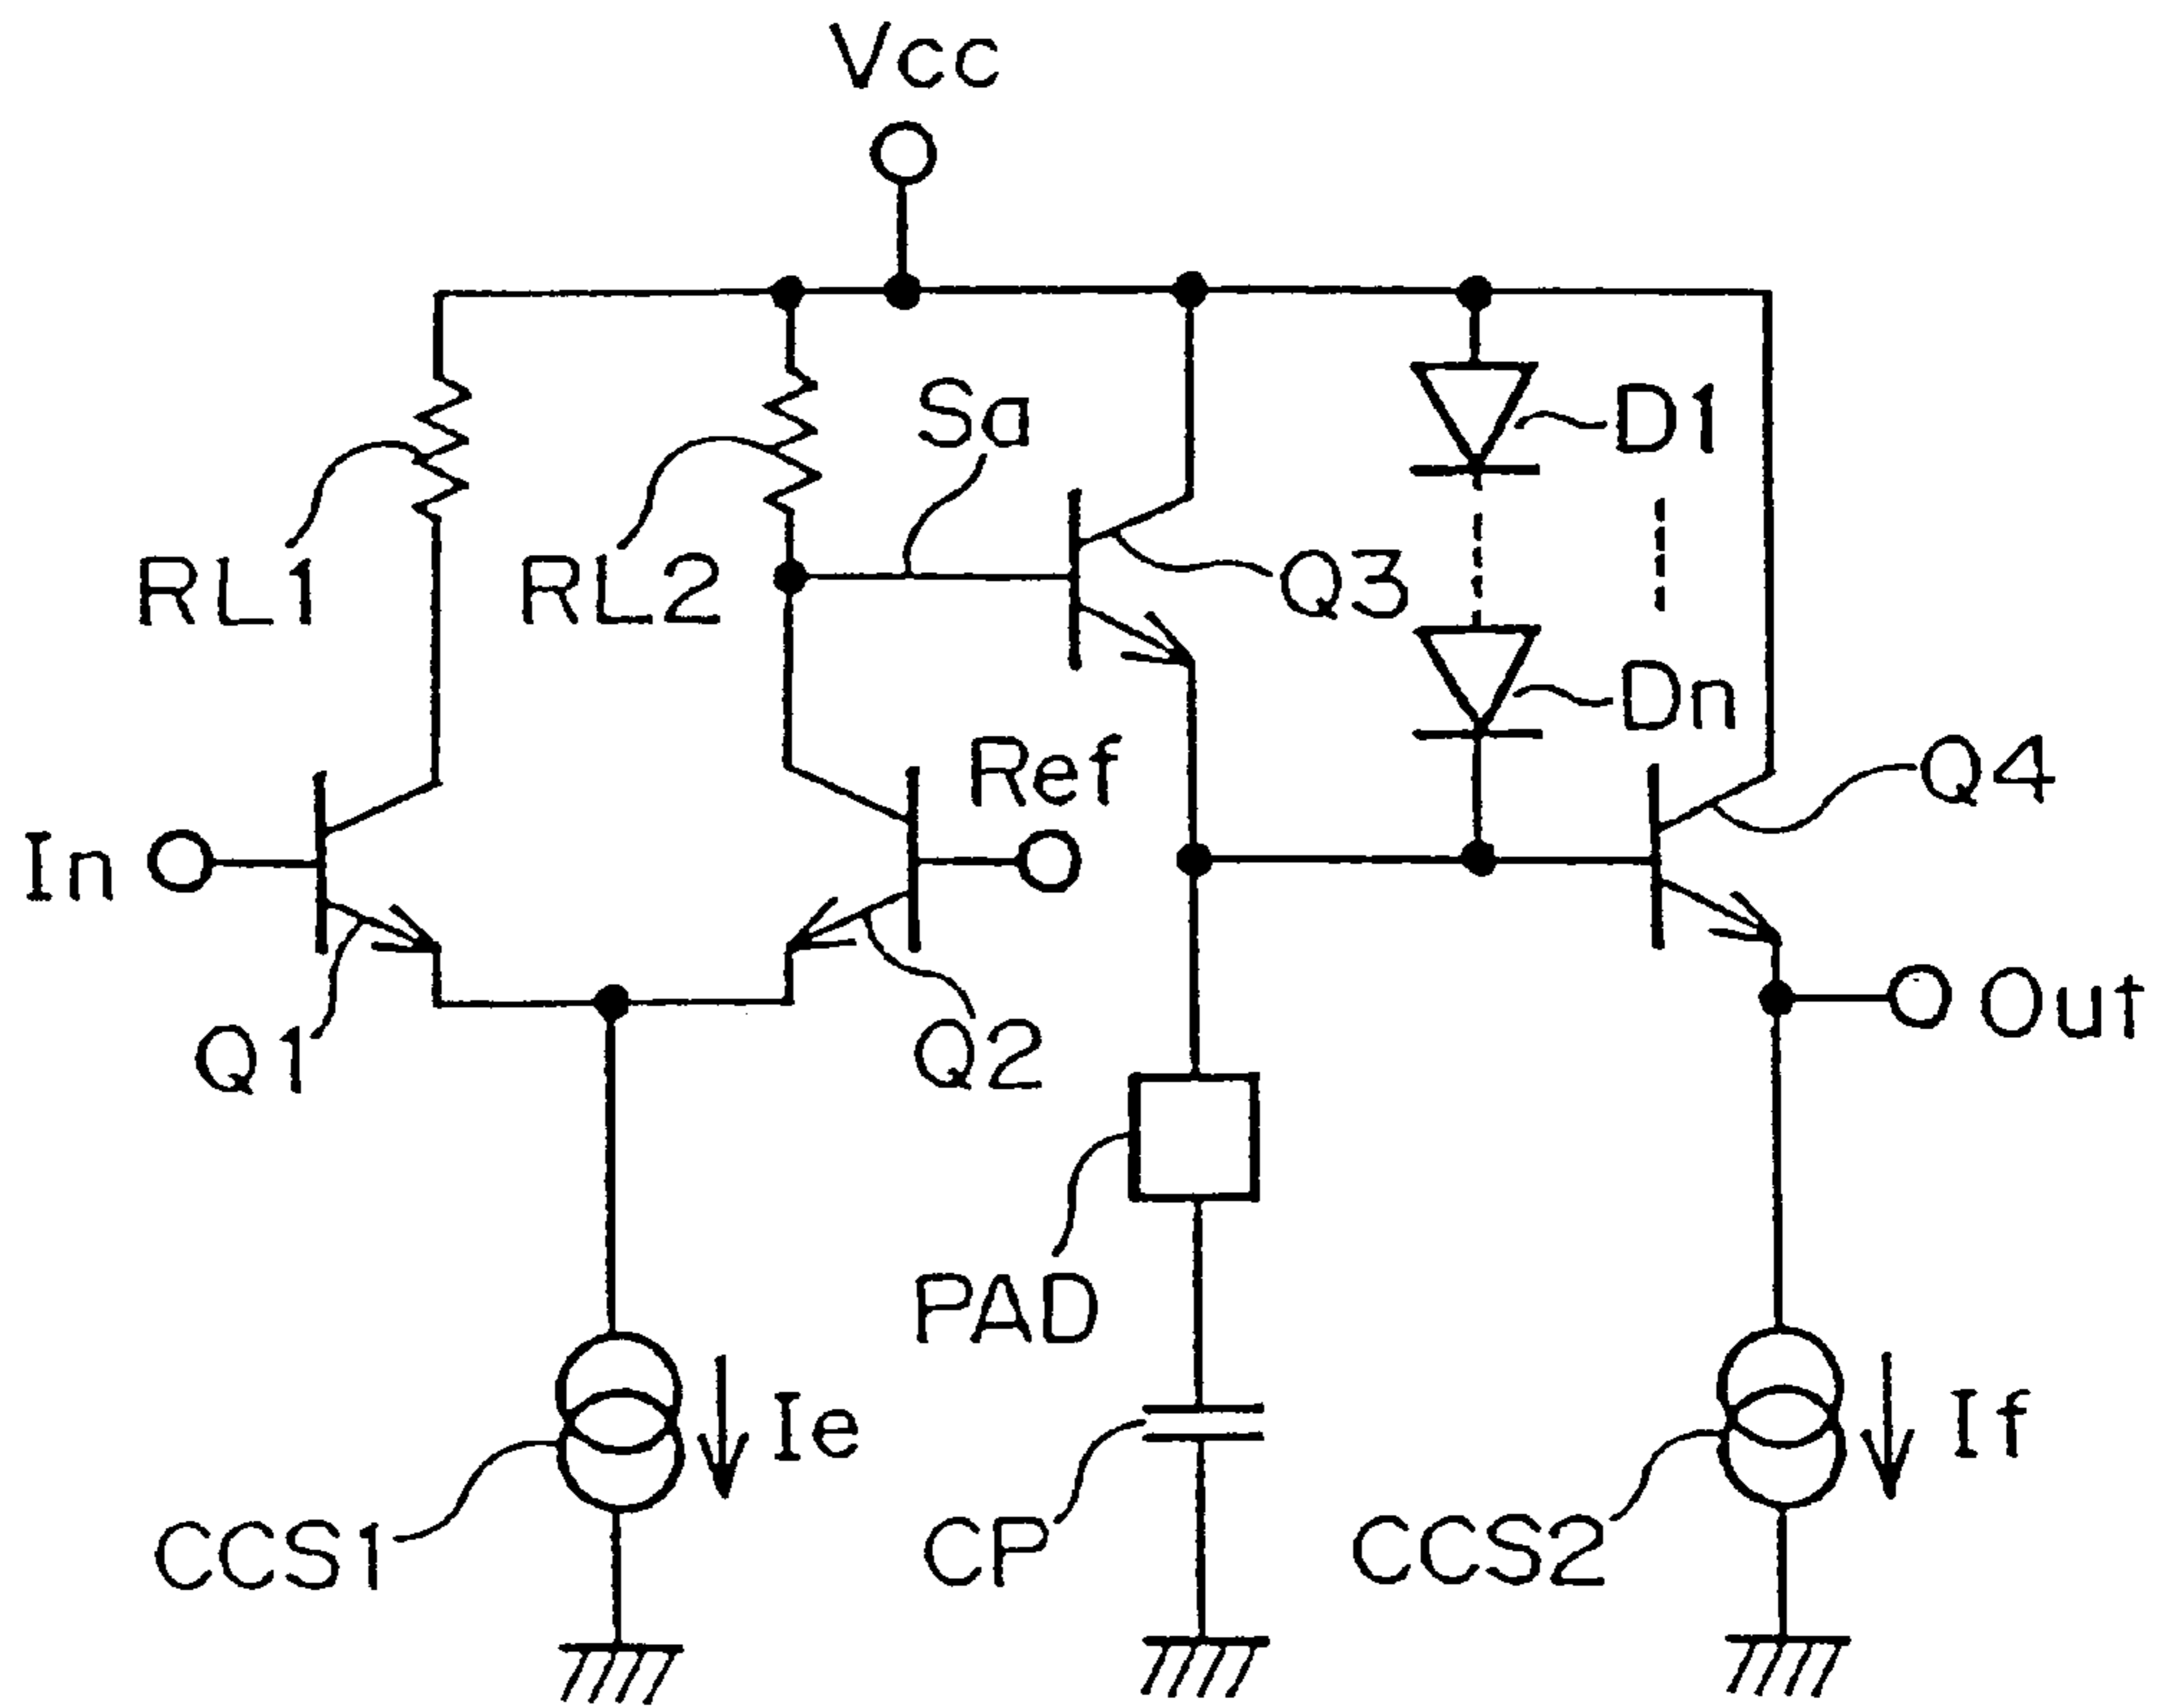 Vcc
Sa
D1
RL1
RL2
Q3
Dn
Ref
Q4
In
Out
Q1
Q2
PAD
Ie
If
CCS1
CP
CCS2